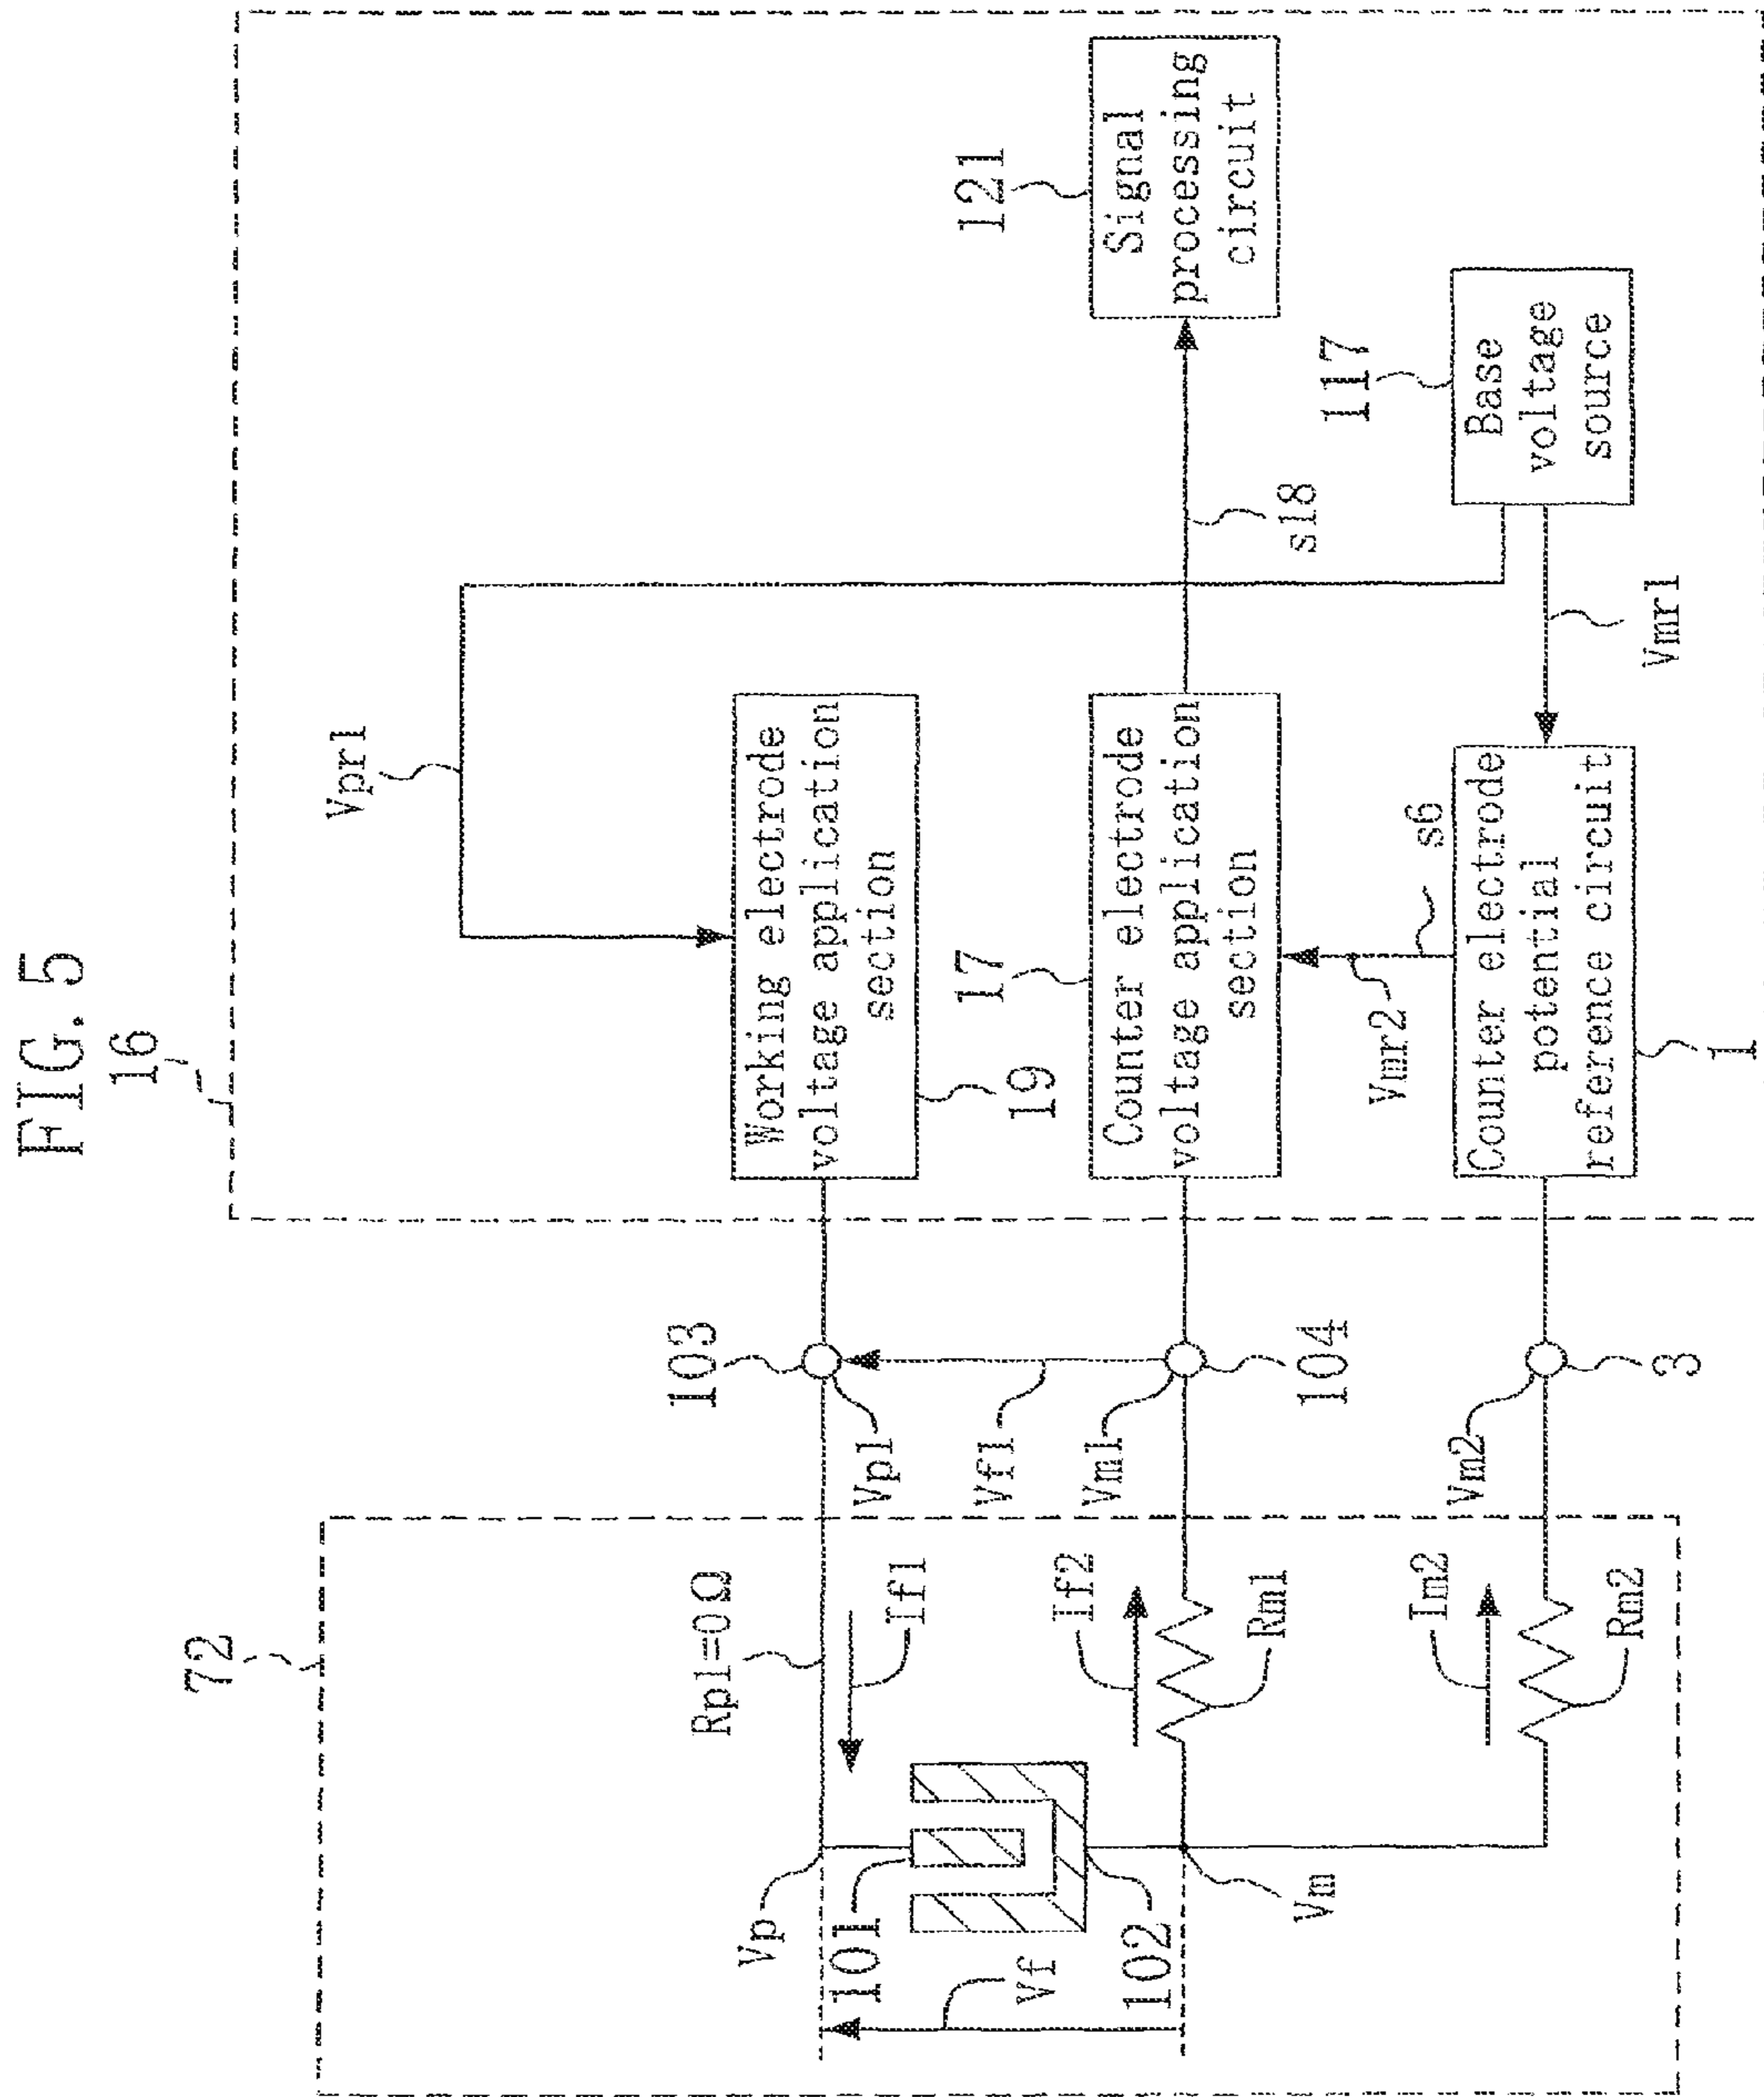 FIG. 5
16
72
Vpr1
Working electrode
voltage application
section
19
103
Vp1
Rp1=0Ω
If1
Vp
101
Vf
102
Vf1
17
Counter electrode
voltage application
section
s18
121
Signal
processing
circuit
104
Vm1
If2
Rm1
Vm
Vmr2
s6
Counter electrode
potential
reference circuit
1
Vmr1
117
Base
voltage
source
3
Vm2
Im2
Rm2